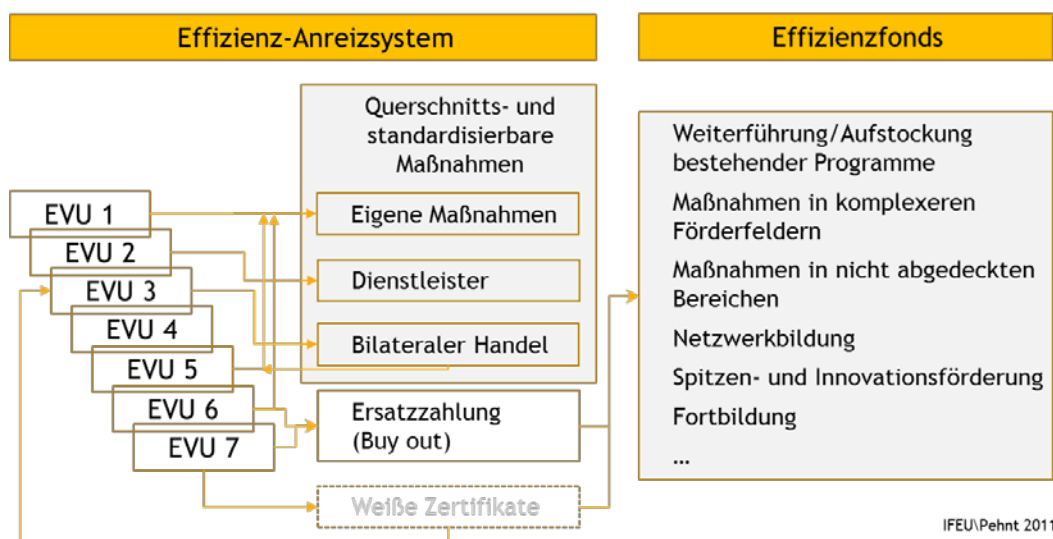 Effizienz-Anreizsystem
Effizienzfonds
Querschnitts- und
standardisierbare
Maßnahmen
EVU 1
EVU 2
EVU 3
EVU 4
EVU 5
EVU 6
EVU 7
Eigene Maßnahmen
Dienstleister
Bilateraler Handel
Ersatzzahlung
(Buy out)
Weiße Zertifikate
Weiterführung/Aufstockung
bestehender Programme
Maßnahmen in komplexeren
Förderfeldern
Maßnahmen in nicht abgedeckten
Bereichen
Netzwerkbildung
Spitzen- und Innovationsförderung
Fortbildung
...
IFEU\Pehnt 2011